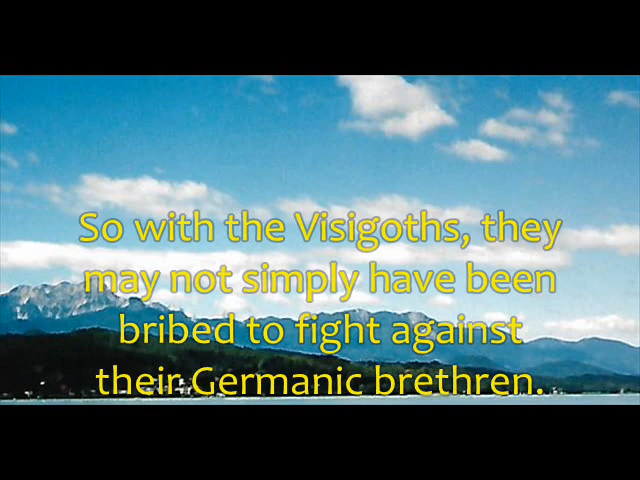 So with the Visigoths, they
may not simply have been
bribed to fight against
their Germanic brethren.